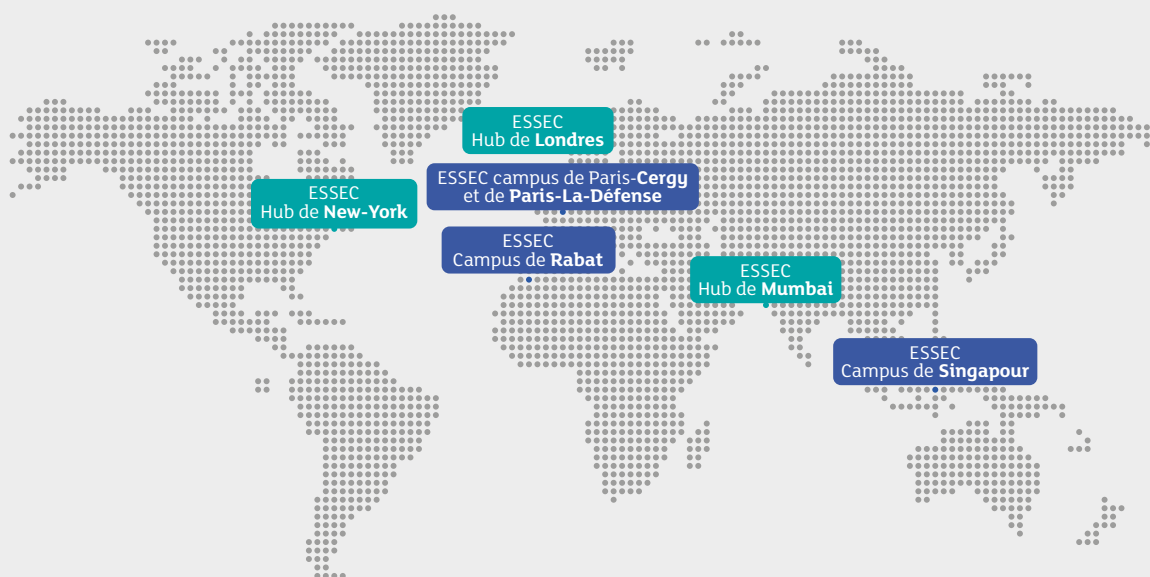 ESSEC
Hub de Londres
ESSEC campus de Paris-Cergy
et de Paris-La-Défense
ESSEC
Hub de New-York
ESSEC
Campus de Rabat
ESSEC
Hub de Mumbai
ESSEC
Campus de Singapour